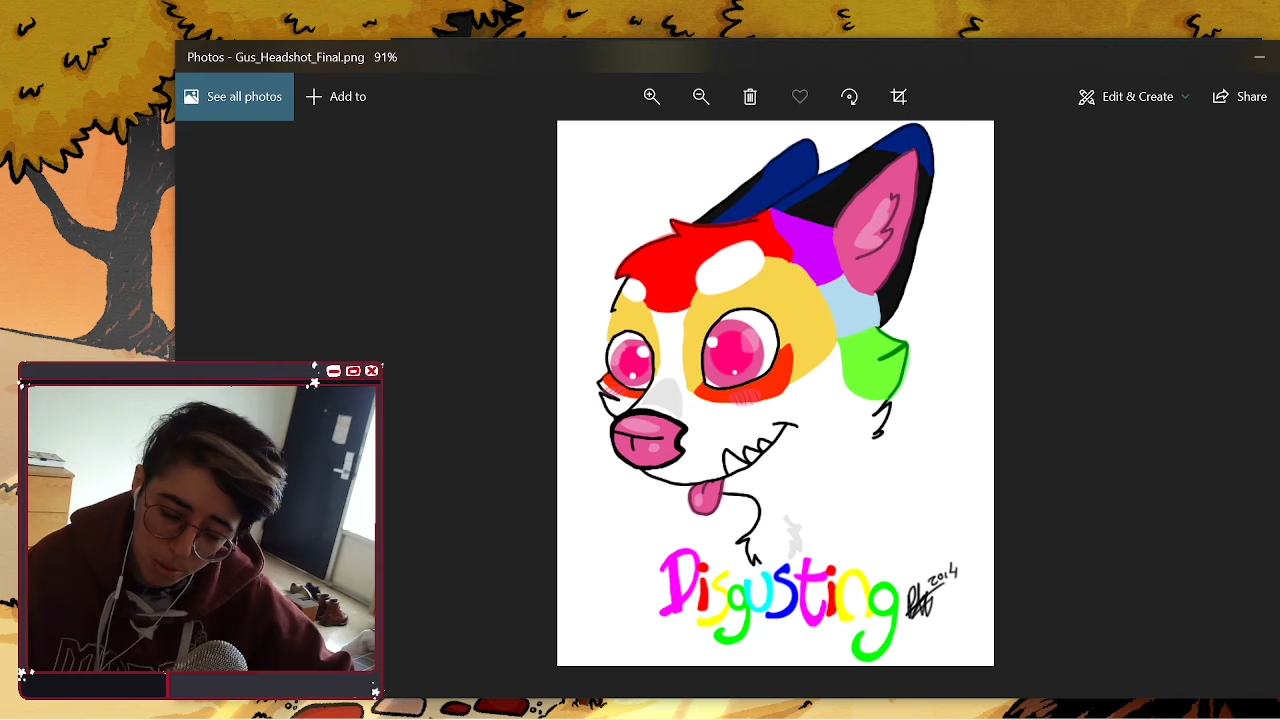 Photos - Gus_Headshot_Final.png 91%
See all photos
Add to
Edit & Create
Share
Disgusting
2014